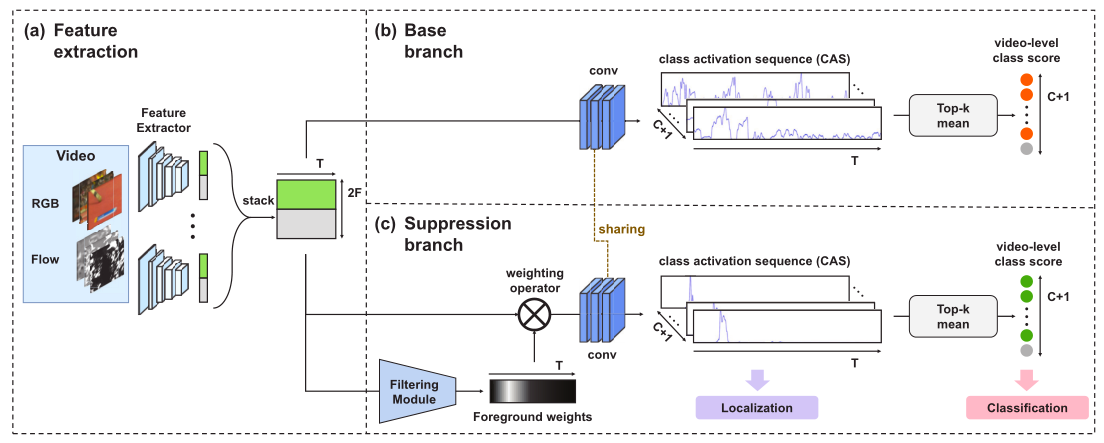 (a) Feature
extraction
Video
RGB
Flow
Feature
Extractor
stack
T
2F
(b) Base
branch
conv
class activation sequence (CAS)
C+1
T
Top-k
mean
video-level
class score
C+1
sharing
(c) Suppression
branch
weighting
operator
conv
class activation sequence (CAS)
C+1
T
Top-k
mean
video-level
class score
C+1
Filtering
Module
T
Foreground weights
Localization
Classification